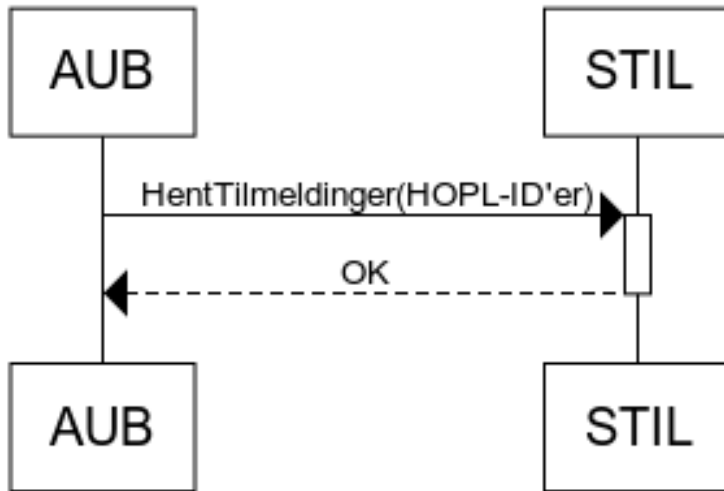 AUB
STIL
HentTilmeldinger(HOPL-ID'er)
OK
AUB
STIL